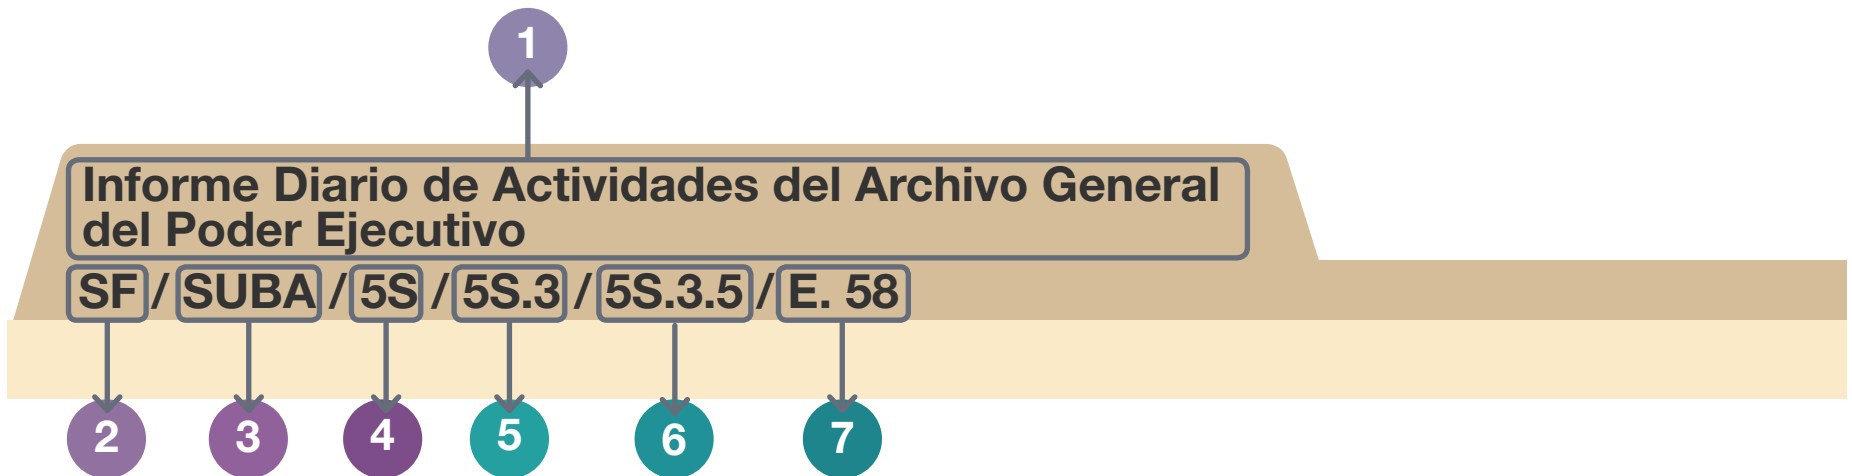 1
Informe Diario de Actividades del Archivo General
del Poder Ejecutivo
SF / SUBA / 5S / 5S.3 / 5S.3.5 / E. 58
2 3 4 5 6 7